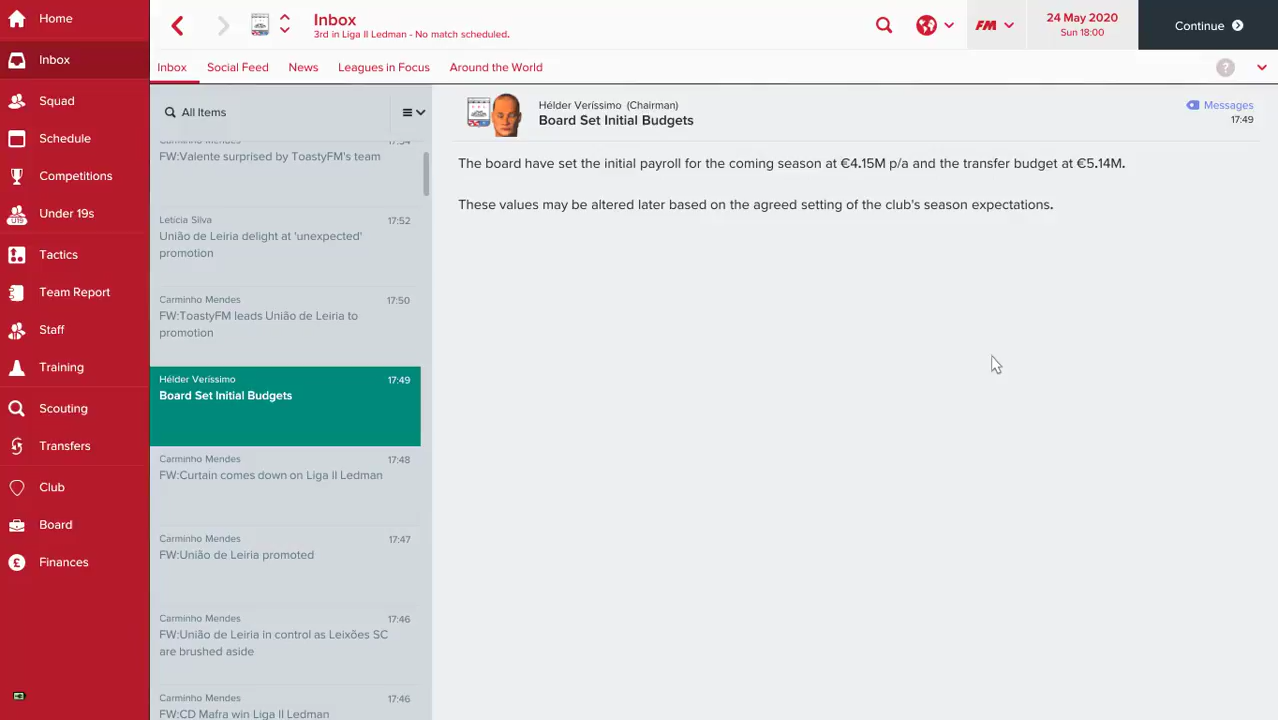 Home
Inbox
Squad
Schedule
Competitions
Under 19s
Tactics
Team Report
Staff
Training
Scouting
Transfers
Club
Board
Finances
Inbox
3rd in Liga II Ledman - No match scheduled.
FM
24 May 2020
Sun 18:00
Continue
Inbox
Social Feed
News
Leagues in Focus
Around the World
?
All Items
Carminho Mendes
FW:Valente surprised by ToastyFM's team
Letícia Silva 17:52
União de Leiria delight at 'unexpected'
promotion
Carminho Mendes 17:50
FW:ToastyFM leads União de Leiria to
promotion
Hélder Veríssimo 17:49
Board Set Initial Budgets
Carminho Mendes 17:48
FW:Curtain comes down on Liga II Ledman
Carminho Mendes 17:47
FW:União de Leiria promoted
Carminho Mendes 17:46
FW:União de Leiria in control as Leixões SC
are brushed aside
Carminho Mendes 17:46
FW:CD Mafra win Liga II Ledman
Hélder Veríssimo (Chairman)
Board Set Initial Budgets
Messages
17:49
The board have set the initial payroll for the coming season at €4.15M p/a and the transfer budget at €5.14M.
These values may be altered later based on the agreed setting of the club's season expectations.